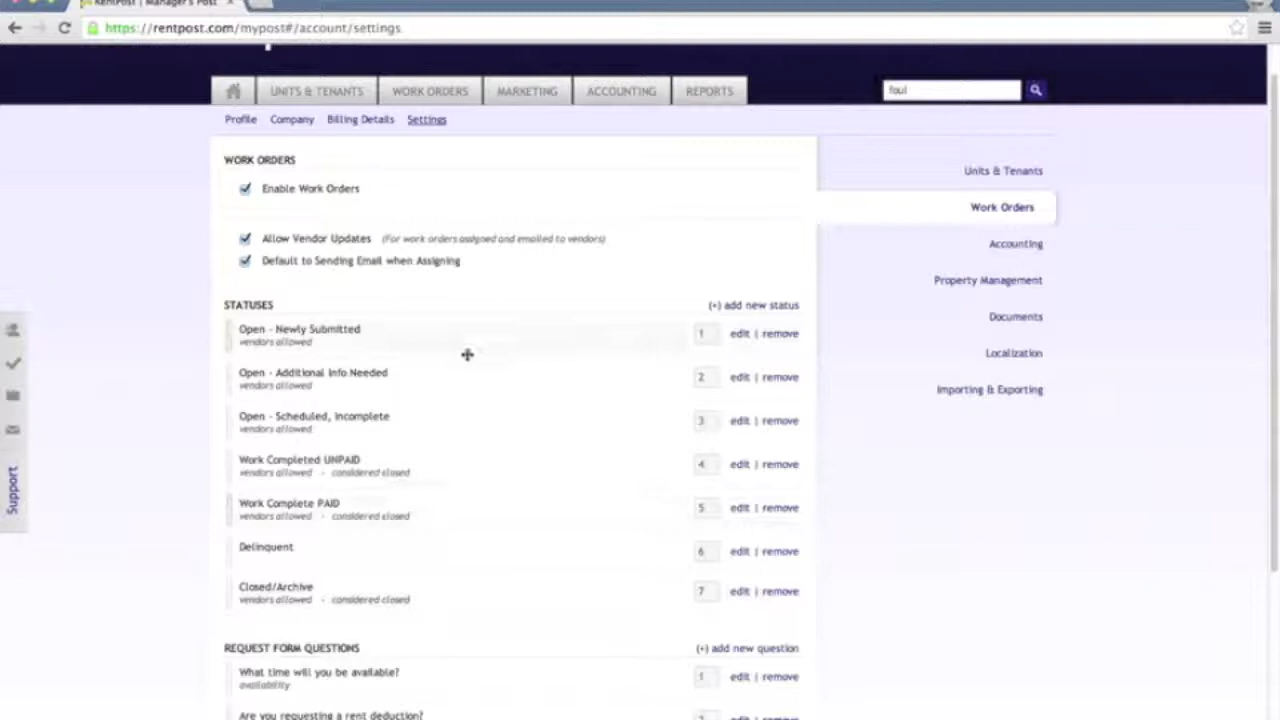 RentPost | Manager's Post
https://rentpost.com/mypost#/account/settings
UNITS & TENANTS
WORK ORDERS
MARKETING
ACCOUNTING
REPORTS
foul
Profile
Company
Billing Details
Settings
WORK ORDERS
Enable Work Orders
Allow Vendor Updates (For work orders assigned and emailed to vendors)
Default to Sending Email when Assigning
STATUSES (+) add new status
Open - Newly Submitted 1 edit | remove
vendors allowed
Open - Additional Info Needed 2 edit | remove
vendors allowed
Open - Scheduled, Incomplete 3 edit | remove
vendors allowed
Work Completed UNPAID 4 edit | remove
vendors allowed - considered closed
Work Complete PAID 5 edit | remove
vendors allowed - considered closed
Delinquent 6 edit | remove
Closed/Archive 7 edit | remove
vendors allowed - considered closed
REQUEST FORM QUESTIONS (+) add new question
What time will you be available? 1 edit | remove
availability
Are you requesting a rent deduction? 2 edit | remove
Units & Tenants
Work Orders
Accounting
Property Management
Documents
Localization
Importing & Exporting
Support